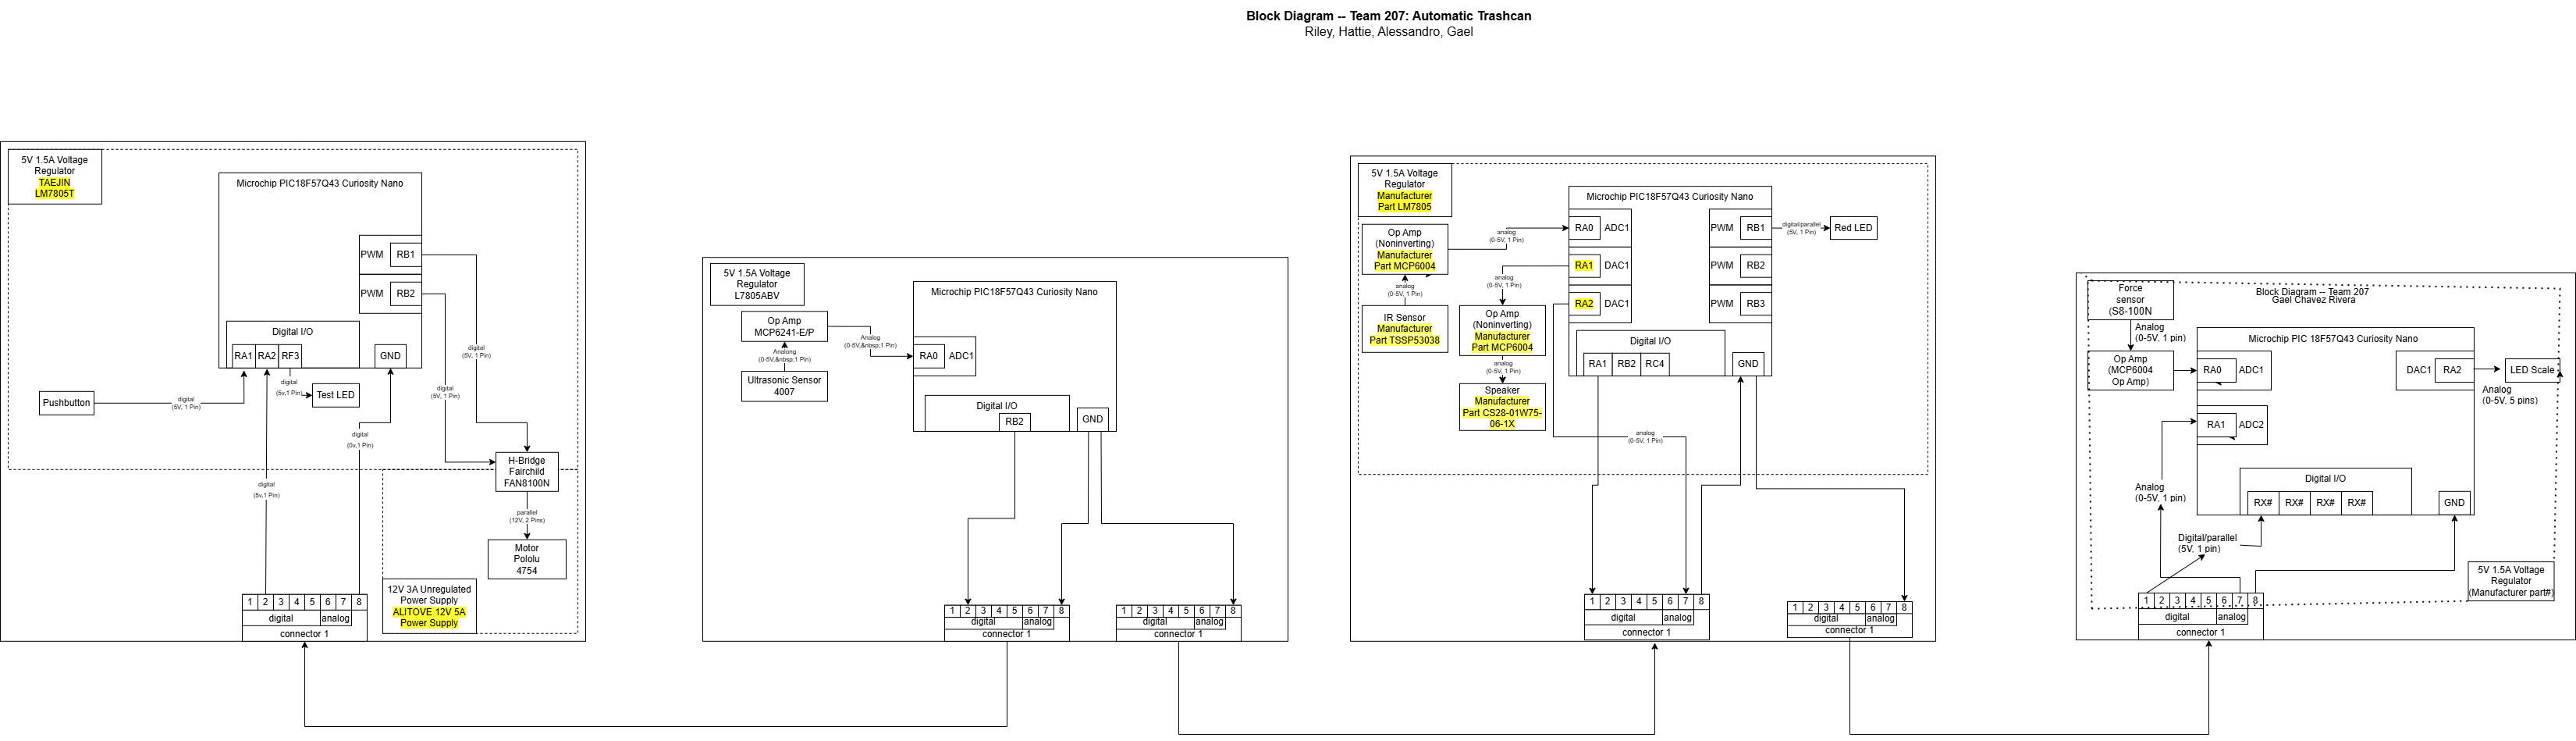 Block Diagram -- Team 207: Automatic Trashcan
Riley, Hattie, Alessandro, Gael
5V 1.5A Voltage
Regulator
TAEJIN
LM7805T
Microchip PIC18F57Q43 Curiosity Nano
PWM
RB1
PWM
RB2
Digital I/O
RA1
RA2
RF3
GND
digital
(5V, 1 Pin)
digital
(5V, 1 Pin)
digital
(5v,1 Pin)
Test LED
Pushbutton
digital
(5V, 1 Pin)
digital
(0v,1 Pin)
digital
(5v,1 Pin)
H-Bridge
Fairchild
FAN8100N
parallel
(12V, 2 Pins)
Motor
Pololu
4754
12V 3A Unregulated
Power Supply
ALITOVE 12V 5A
Power Supply
1 2 3 4 5 6 7 8
digital
analog
connector 1
5V 1.5A Voltage
Regulator
L7805ABV
Microchip PIC18F57Q43 Curiosity Nano
Op Amp
MCP6241-E/P
Analog
(0-5V,&nbsp;1 Pin)
Analong
(0-5V,&nbsp;1 Pin)
Ultrasonic Sensor
4007
RA0
ADC1
Digital I/O
RB2
GND
1 2 3 4 5 6 7 8
digital
analog
connector 1
1 2 3 4 5 6 7 8
digital
analog
connector 1
5V 1.5A Voltage
Regulator
Manufacturer
Part LM7805
Microchip PIC18F57Q43 Curiosity Nano
Op Amp
(Noninverting)
Manufacturer
Part MCP6004
analog
(0-5V, 1 Pin)
analog
(0-5V, 1 Pin)
IR Sensor
Manufacturer
Part TSSP53038
analog
(0-5V, 1 Pin)
Op Amp
(Noninverting)
Manufacturer
Part MCP6004
analog
(0-5V, 1 Pin)
Speaker
Manufacturer
Part CS28-01W75-
06-1X
RA0
ADC1
RA1
DAC1
RA2
DAC1
PWM
RB1
PWM
RB2
PWM
RB3
digital/parallel
(5V, 1 Pin)
Red LED
Digital I/O
RA1
RB2
RC4
GND
analog
(0-5V, 1 Pin)
1 2 3 4 5 6 7 8
digital
analog
connector 1
1 2 3 4 5 6 7 8
digital
analog
connector 1
Force
sensor
(S8-100N
Block Diagram -- Team 207
Gael Chavez Rivera
Analog
(0-5V, 1 pin)
Microchip PIC 18F57Q43 Curiosity Nano
Op Amp
(MCP6004
Op Amp)
RA0
ADC1
DAC1
RA2
LED Scale
Analog
(0-5V, 5 pins)
RA1
ADC2
Digital I/O
RX#
RX#
RX#
RX#
GND
Analog
(0-5V, 1 pin)
Digital/parallel
(5V, 1 pin)
5V 1.5A Voltage
Regulator
(Manufacturer part#)
1 2 3 4 5 6 7 8
digital
analog
connector 1